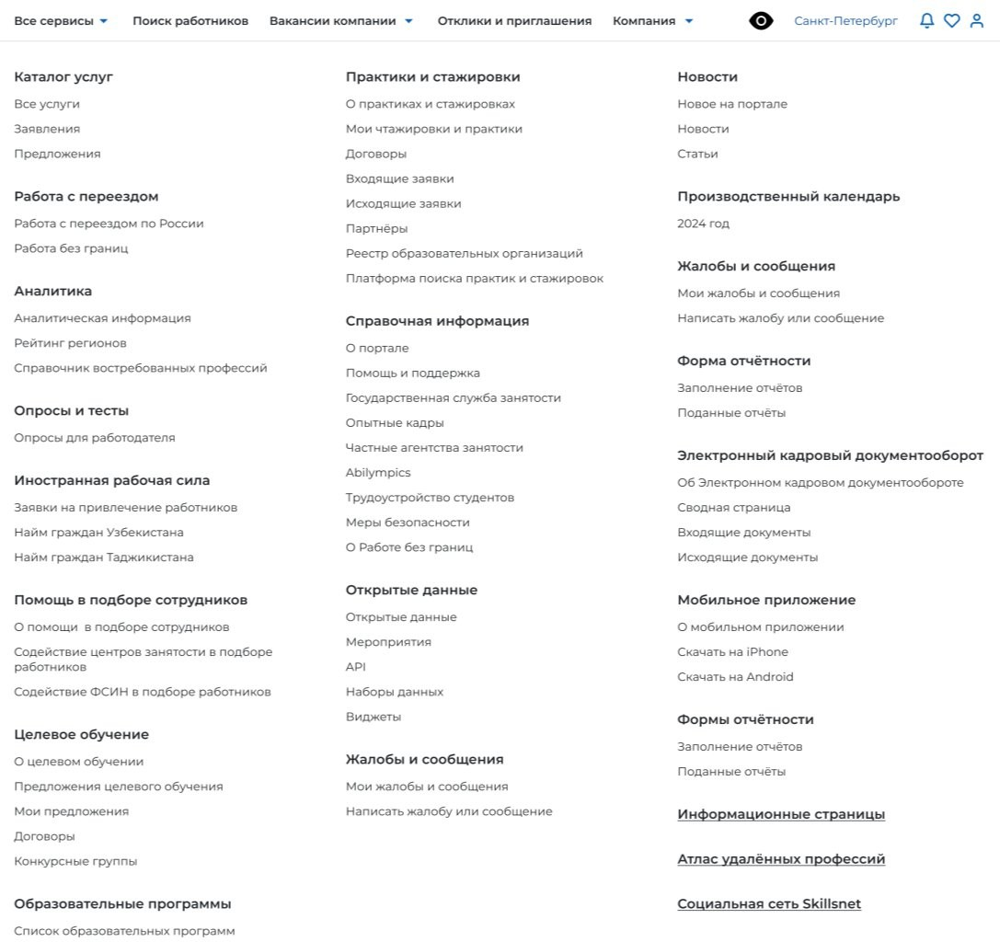 Все сервисы
Поиск работников
Вакансии компании
Отклики и приглашения
Компания
Санкт-Петербург
Каталог услуг
Все услуги
Заявления
Предложения
Работа с переездом
Работа с переездом по России
Работа без границ
Аналитика
Аналитическая информация
Рейтинг регионов
Справочник востребованных профессий
Опросы и тесты
Опросы для работодателя
Иностранная рабочая сила
Заявки на привлечение работников
Найм граждан Узбекистана
Найм граждан Таджикистана
Помощь в подборе сотрудников
О помощи в подборе сотрудников
Содействие центров занятости в подборе
работников
Содействие ФСИН в подборе работников
Целевое обучение
О целевом обучении
Предложения целевого обучения
Мои предложения
Договоры
Конкурсные группы
Образовательные программы
Список образовательных программ
Практики и стажировки
О практиках и стажировках
Мои чтажировки и практики
Договоры
Входящие заявки
Исходящие заявки
Партнёры
Реестр образовательных организаций
Платформа поиска практик и стажировок
Справочная информация
О портале
Помощь и поддержка
Государственная служба занятости
Опытные кадры
Частные агентства занятости
Abilympics
Трудоустройство студентов
Меры безопасности
О Работе без границ
Открытые данные
Открытые данные
Мероприятия
API
Наборы данных
Виджеты
Жалобы и сообщения
Мои жалобы и сообщения
Написать жалобу или сообщение
Новости
Новое на портале
Новости
Статьи
Производственный календарь
2024 год
Жалобы и сообщения
Мои жалобы и сообщения
Написать жалобу или сообщение
Форма отчётности
Заполнение отчётов
Поданные отчёты
Электронный кадровый документооборот
Об Электронном кадровом документообороте
Сводная страница
Входящие документы
Исходящие документы
Мобильное приложение
О мобильном приложении
Скачать на iPhone
Скачать на Android
Формы отчётности
Заполнение отчётов
Поданные отчёты
Информационные страницы
Атлас удалённых профессий
Социальная сеть Skillsnet